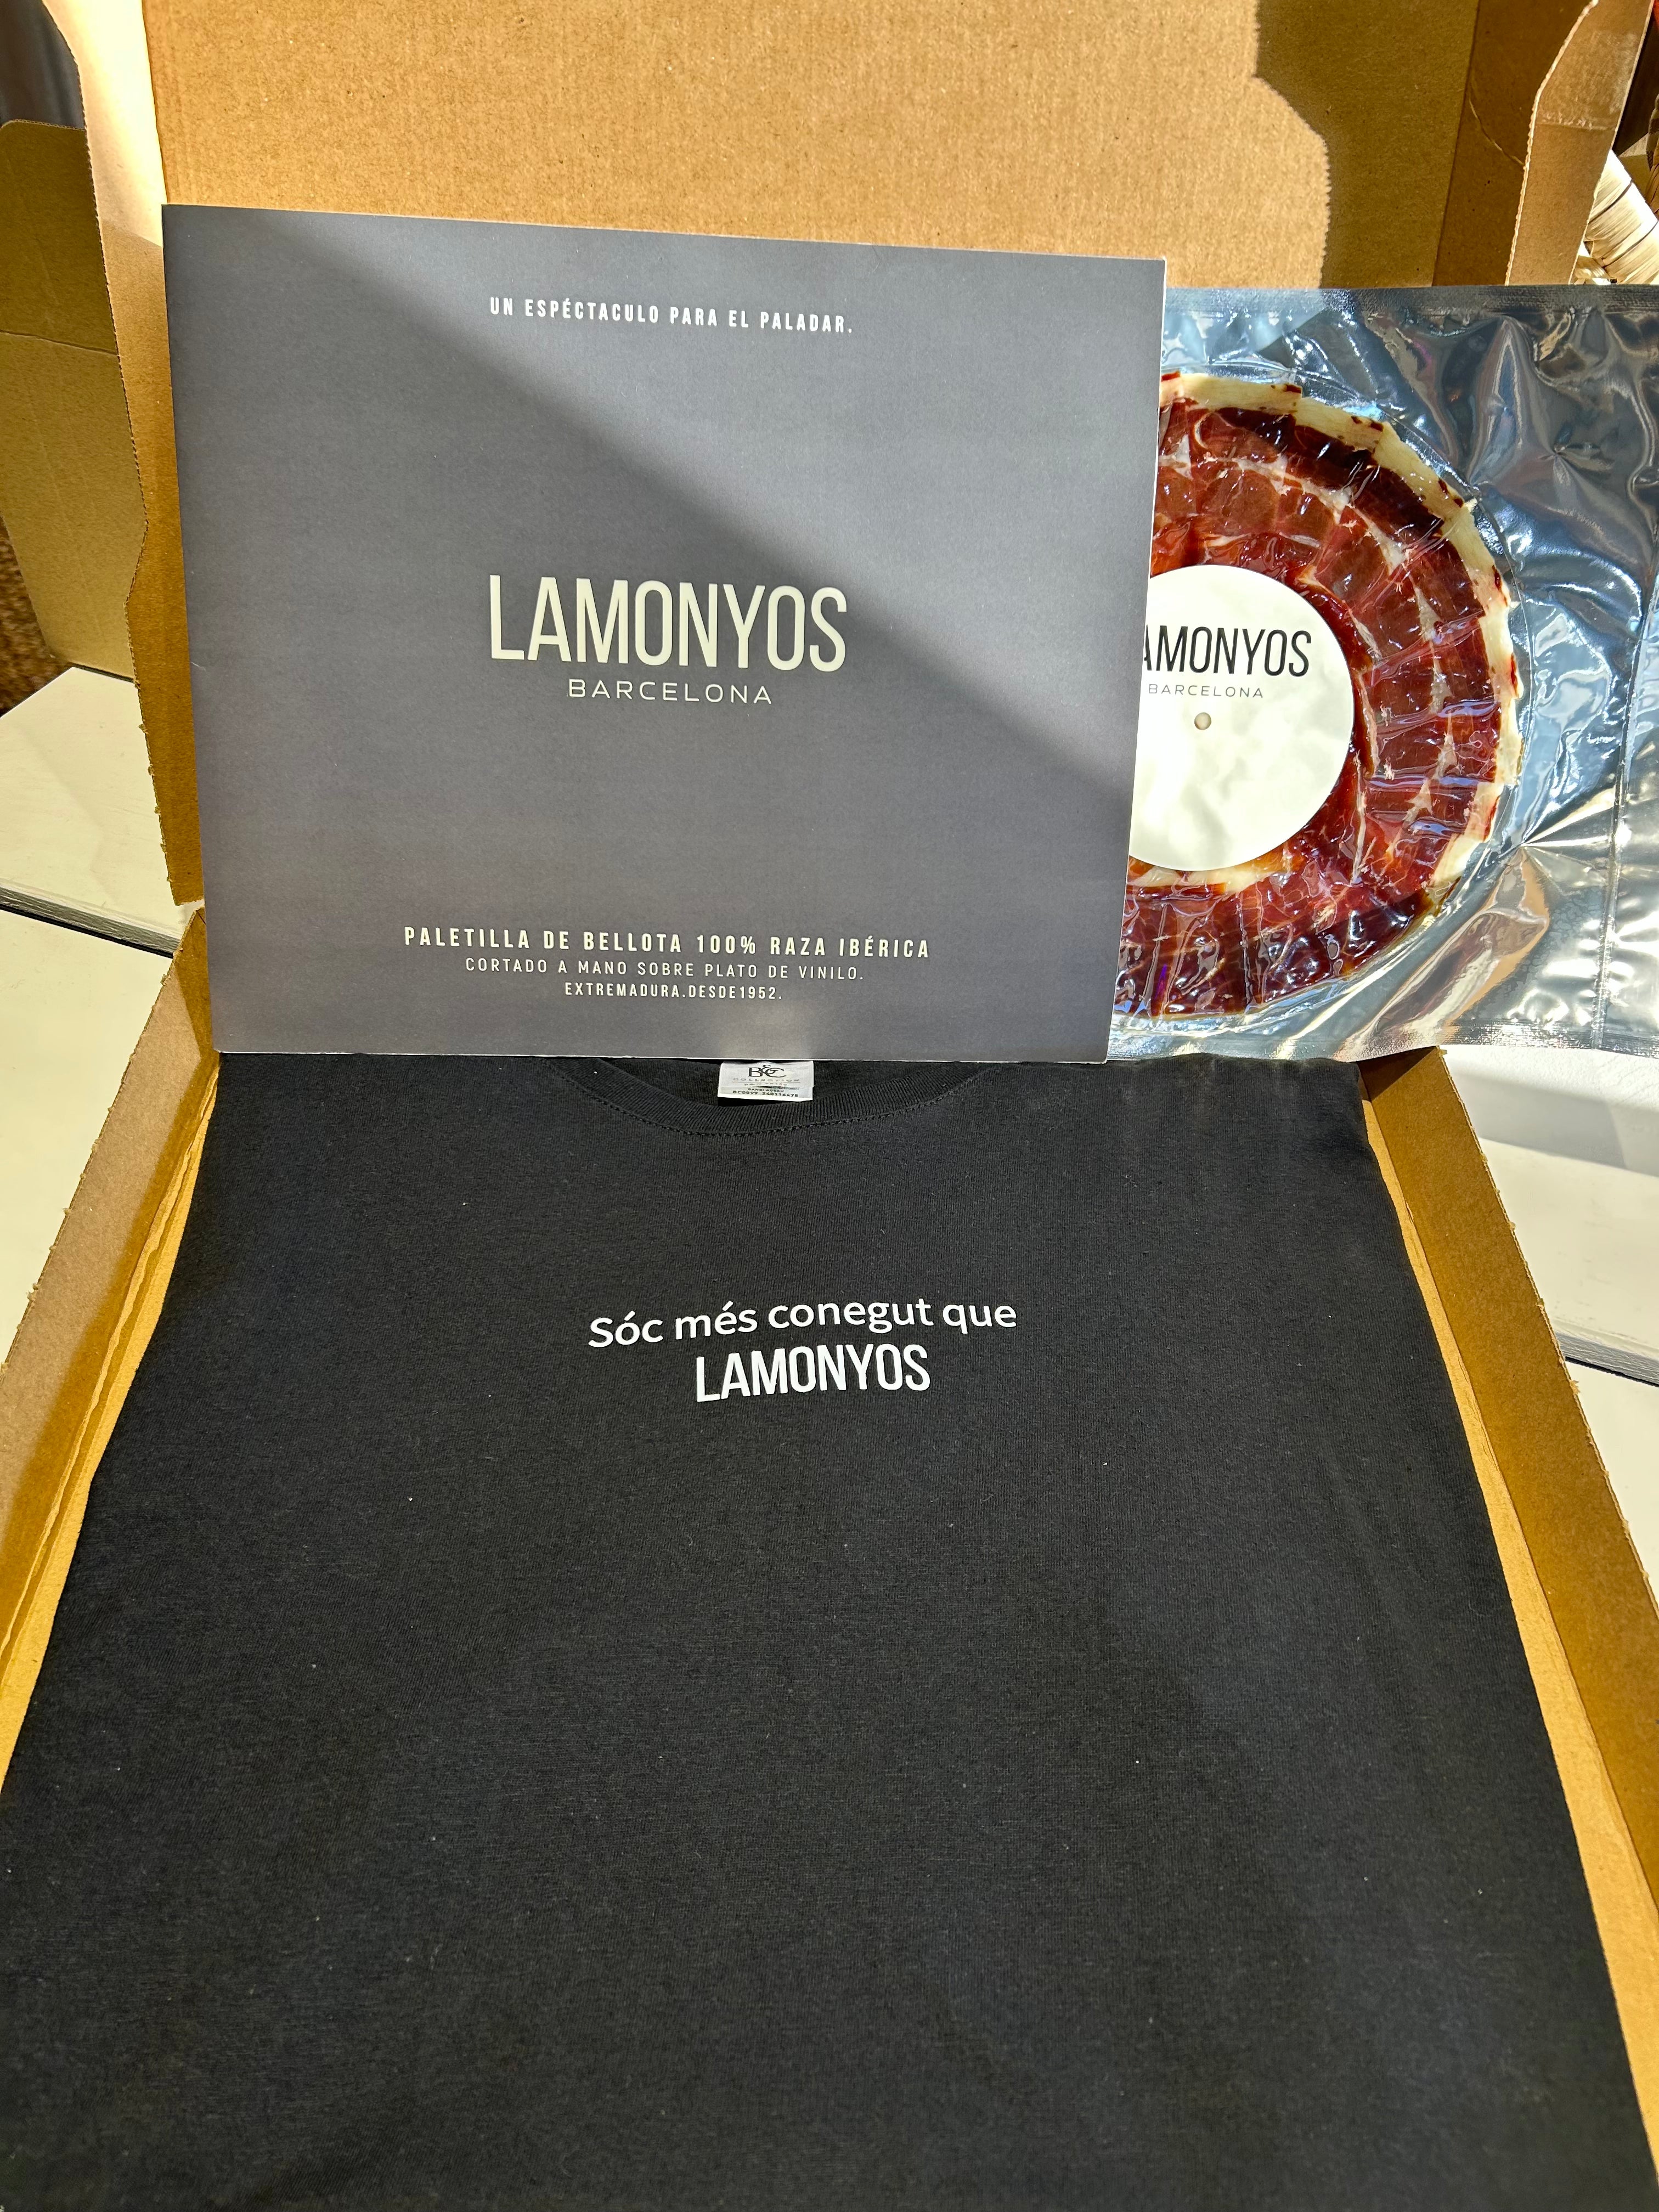 UN ESPÉCTACULO PARA EL PALADAR.
LAMONYOS
BARCELONA
PALETILLA DE BELLOTA 100% RAZA IBÉRICA
CORTADO A MANO SOBRE PLATO DE VINILO.
EXTREMADURA.DESDE1952.
AMONYOS
BARCELONA
B&C
COLLECTION
Sóc més conegut que
LAMONYOS